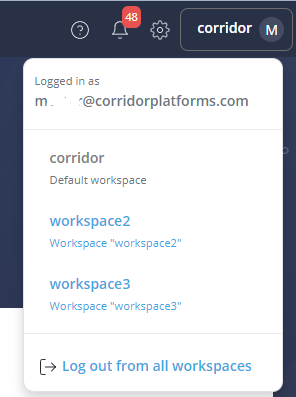 48
corridor M
Logged in as
@corridorplatforms.com
corridor
Default workspace
workspace2
Workspace "workspace2"
workspace3
Workspace "workspace3"
Log out from all workspaces